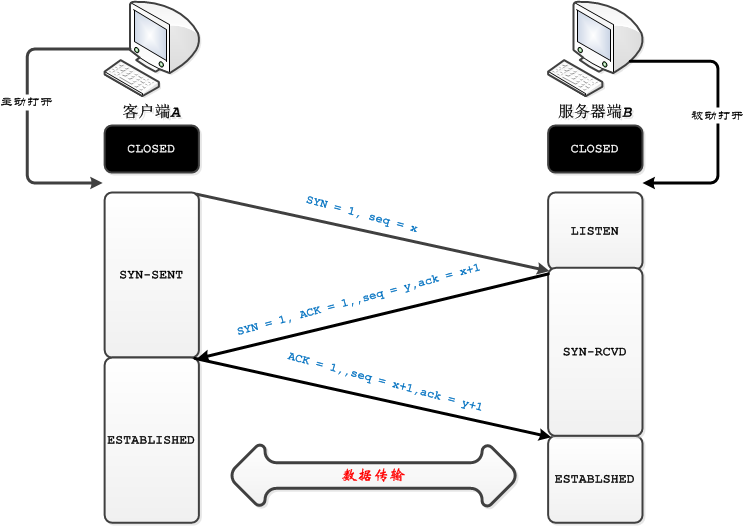 客户端A
服务器端B
主动打开
被动打开
CLOSED
CLOSED
SYN = 1, seq = x
LISTEN
SYN-SENT
SYN = 1, ACK = 1,,seq = y,ack = x+1
SYN-RCVD
ACK = 1,,seq = x+1,ack = y+1
ESTABLISHED
数据传输
ESTABLSHED